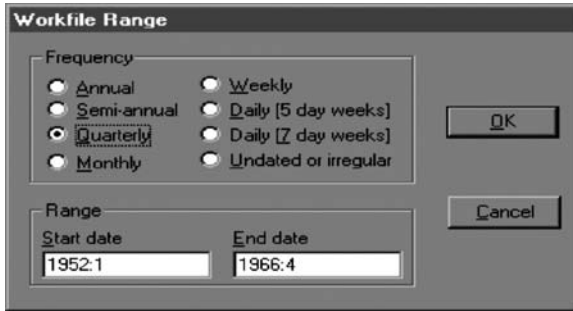 Workfile Range
Frequency
Annual
Semi-annual
Quarterly
Monthly
Weekly
Daily [5 day weeks]
Daily [7 day weeks]
Undated or irregular
OK
Cancel
Range
Start date
1952:1
End date
1966:4